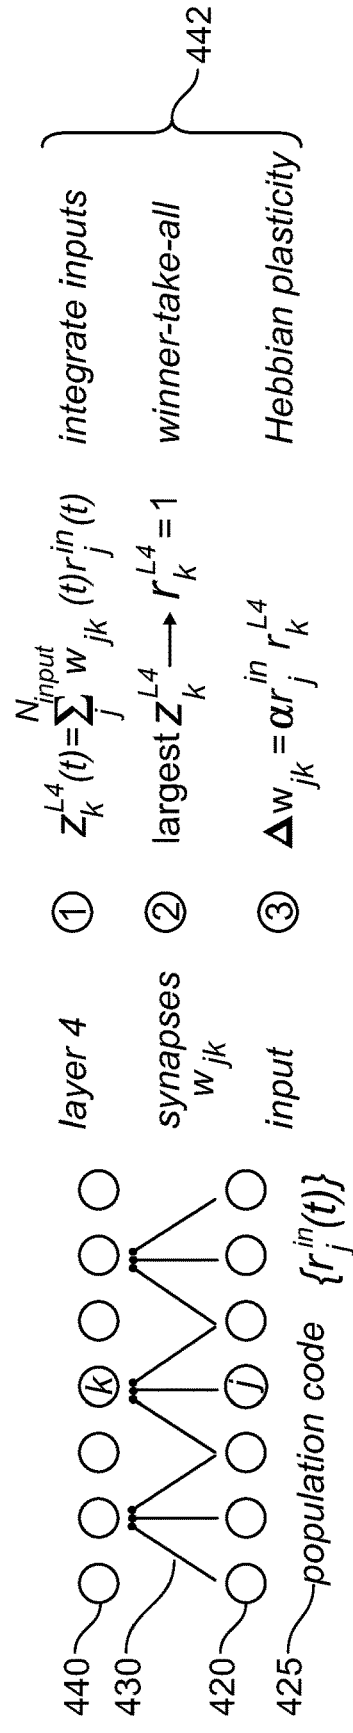 440
430
420
425
k
j
population code {r_j^in(t)}
layer 4
synapses
w_jk
input
① z_k^L4(t)=∑_j^N_input w_jk(t)r_j^in(t) integrate inputs
② largest z_k^L4 → r_k^L4 = 1 winner-take-all
③ Δw_jk = αr_j^in r_k^L4 Hebbian plasticity
442